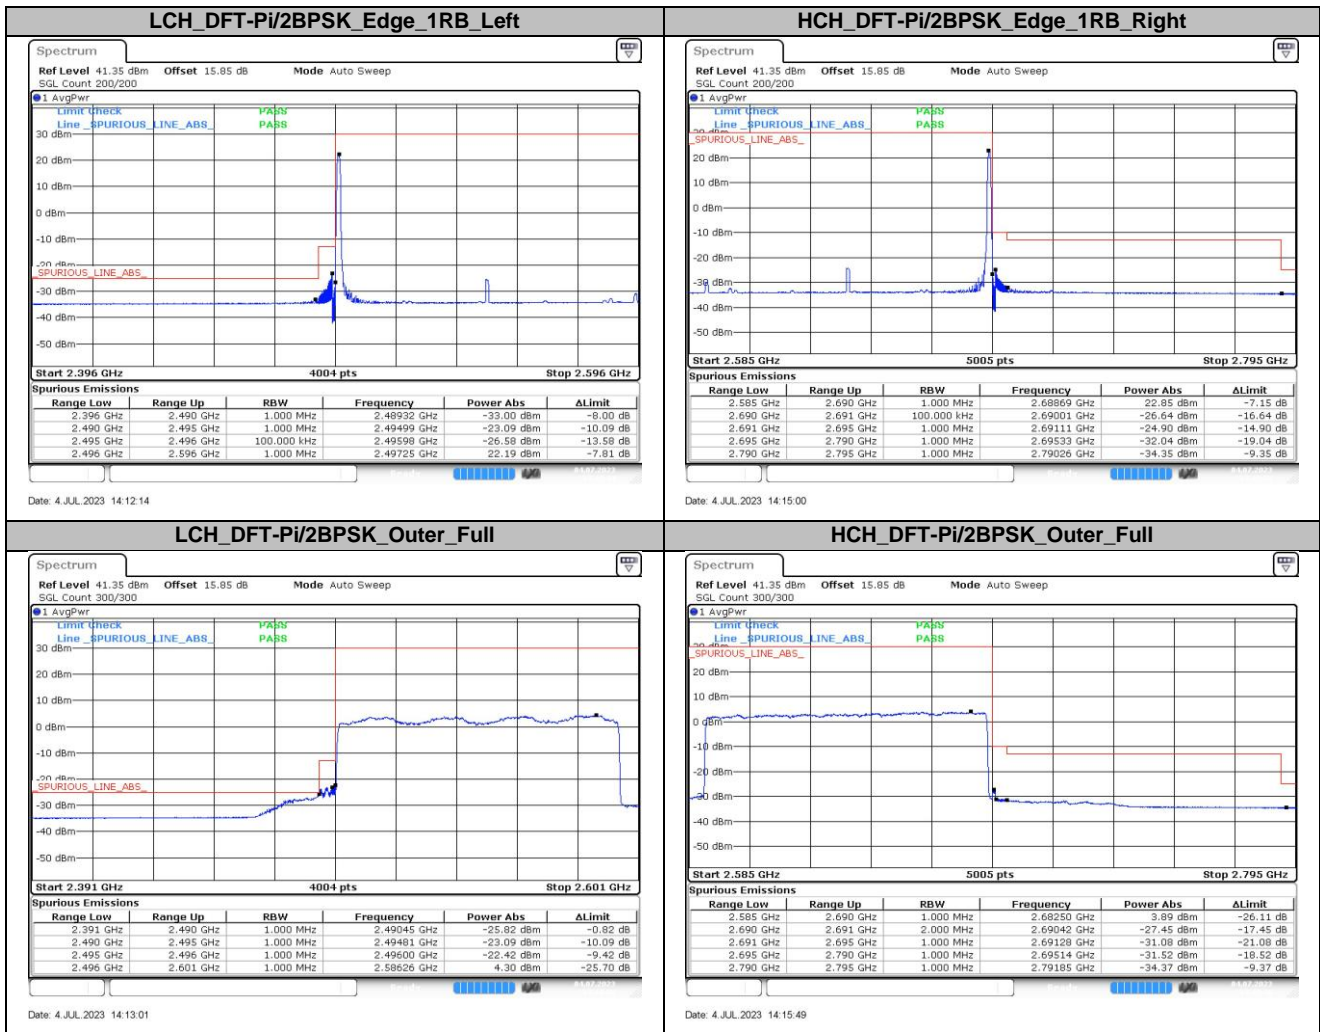 LCH_DFT-Pi/2BPSK_Edge_1RB_Left
Spectrum
Ref Level 41.35 dBm Offset 15.85 dB Mode Auto Sweep
SGL Count 200/200
1 AvgPwr
Limit Check PASS
Line _SPURIOUS_LINE_ABS_ PASS
30 dBm
20 dBm
10 dBm
0 dBm
-10 dBm
-20 dBm
_SPURIOUS_LINE_ABS_
-30 dBm
-40 dBm
-50 dBm
Start 2.396 GHz 4004 pts Stop 2.596 GHz
Spurious Emissions
Range Low Range Up RBW Frequency Power Abs ΔLimit
2.396 GHz 2.490 GHz 1.000 MHz 2.48932 GHz -33.00 dBm -8.00 dB
2.490 GHz 2.495 GHz 1.000 MHz 2.49499 GHz -23.09 dBm -10.09 dB
2.495 GHz 2.496 GHz 100.000 kHz 2.49598 GHz -26.58 dBm -13.58 dB
2.496 GHz 2.596 GHz 1.000 MHz 2.49725 GHz 22.19 dBm -7.81 dB
Date: 4.JUL.2023 14:12:14
HCH_DFT-Pi/2BPSK_Edge_1RB_Right
Spectrum
Ref Level 41.35 dBm Offset 15.85 dB Mode Auto Sweep
SGL Count 200/200
1 AvgPwr
Limit Check PASS
Line _SPURIOUS_LINE_ABS_ PASS
30 dBm
_SPURIOUS_LINE_ABS_
20 dBm
10 dBm
0 dBm
-10 dBm
-20 dBm
-30 dBm
-40 dBm
-50 dBm
Start 2.585 GHz 5005 pts Stop 2.795 GHz
Spurious Emissions
Range Low Range Up RBW Frequency Power Abs ΔLimit
2.585 GHz 2.690 GHz 1.000 MHz 2.68869 GHz 22.85 dBm -7.15 dB
2.690 GHz 2.691 GHz 100.000 kHz 2.69001 GHz -26.64 dBm -16.64 dB
2.691 GHz 2.695 GHz 1.000 MHz 2.69111 GHz -24.90 dBm -14.90 dB
2.695 GHz 2.790 GHz 1.000 MHz 2.69533 GHz -32.04 dBm -19.04 dB
2.790 GHz 2.795 GHz 1.000 MHz 2.79026 GHz -34.35 dBm -9.35 dB
Date: 4.JUL.2023 14:15:00
LCH_DFT-Pi/2BPSK_Outer_Full
Spectrum
Ref Level 41.35 dBm Offset 15.85 dB Mode Auto Sweep
SGL Count 300/300
1 AvgPwr
Limit Check PASS
Line _SPURIOUS_LINE_ABS_ PASS
30 dBm
20 dBm
10 dBm
0 dBm
-10 dBm
-20 dBm
_SPURIOUS_LINE_ABS_
-30 dBm
-40 dBm
-50 dBm
Start 2.391 GHz 4004 pts Stop 2.601 GHz
Spurious Emissions
Range Low Range Up RBW Frequency Power Abs ΔLimit
2.391 GHz 2.490 GHz 1.000 MHz 2.49045 GHz -25.82 dBm -0.82 dB
2.490 GHz 2.495 GHz 1.000 MHz 2.49481 GHz -23.09 dBm -10.09 dB
2.495 GHz 2.496 GHz 1.000 MHz 2.49600 GHz -22.42 dBm -9.42 dB
2.496 GHz 2.601 GHz 1.000 MHz 2.58626 GHz 4.30 dBm -25.70 dB
Date: 4.JUL.2023 14:13:01
HCH_DFT-Pi/2BPSK_Outer_Full
Spectrum
Ref Level 41.35 dBm Offset 15.85 dB Mode Auto Sweep
SGL Count 300/300
1 AvgPwr
Limit Check PASS
Line _SPURIOUS_LINE_ABS_ PASS
30 dBm
_SPURIOUS_LINE_ABS_
20 dBm
10 dBm
0 dBm
-10 dBm
-20 dBm
-30 dBm
-40 dBm
-50 dBm
Start 2.585 GHz 5005 pts Stop 2.795 GHz
Spurious Emissions
Range Low Range Up RBW Frequency Power Abs ΔLimit
2.585 GHz 2.690 GHz 1.000 MHz 2.68250 GHz 3.89 dBm -26.11 dB
2.690 GHz 2.691 GHz 2.000 MHz 2.69042 GHz -27.45 dBm -17.45 dB
2.691 GHz 2.695 GHz 1.000 MHz 2.69128 GHz -31.08 dBm -21.08 dB
2.695 GHz 2.790 GHz 1.000 MHz 2.69514 GHz -31.52 dBm -18.52 dB
2.790 GHz 2.795 GHz 1.000 MHz 2.79185 GHz -34.37 dBm -9.37 dB
Date: 4.JUL.2023 14:15:49